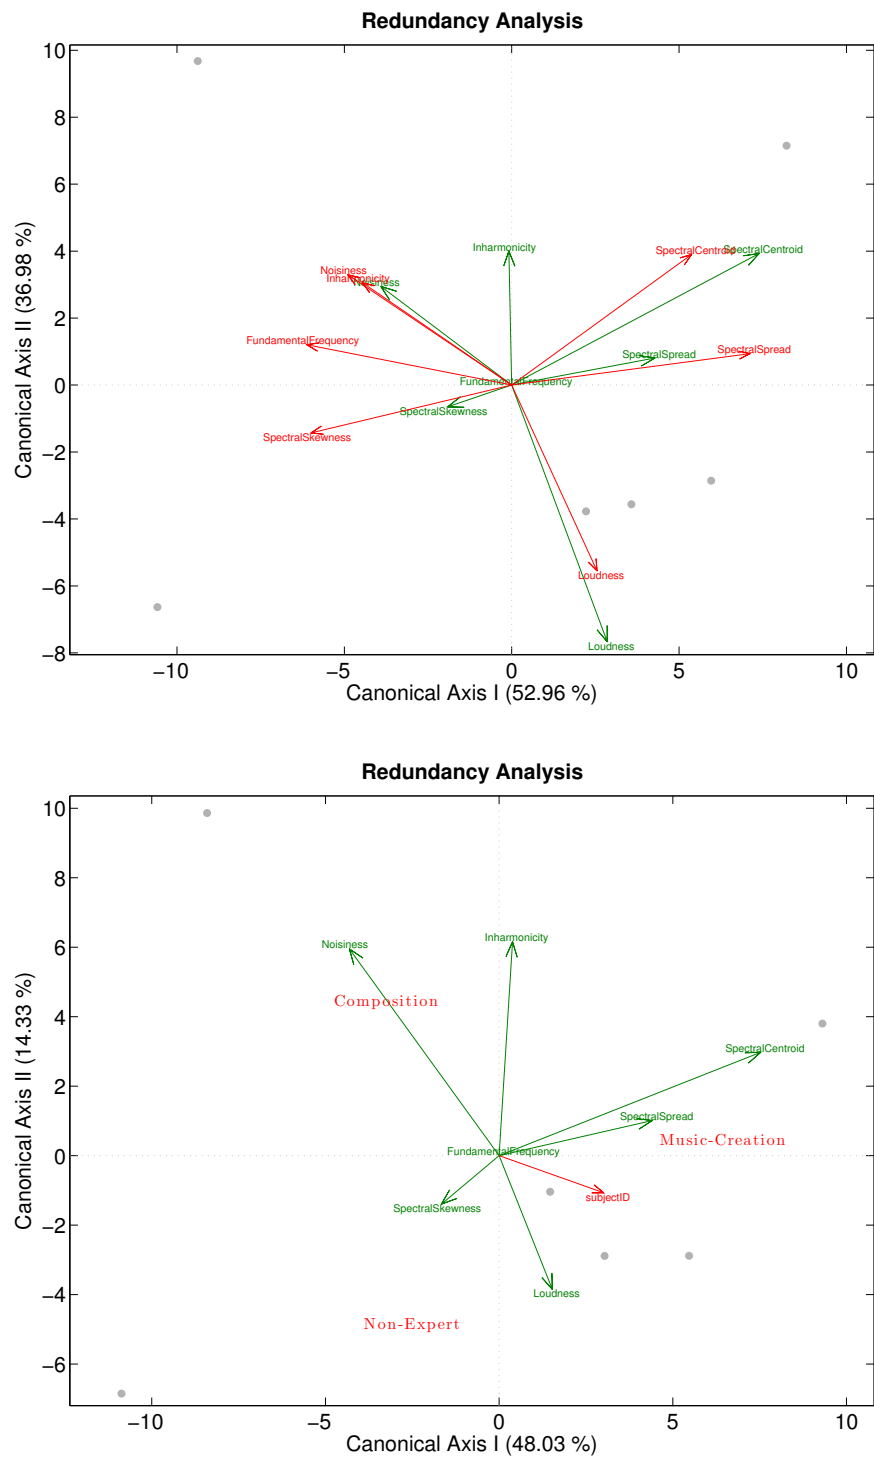 Redundancy Analysis
10
8
6
4
2
0
−2
−4
−6
−8
Canonical Axis II (36.98 %)
Inharmonicity
SpectralCentroid
SpectralCentroid
Noisiness
Inharmonicity
Noisiness
FundamentalFrequency
SpectralSpread
SpectralSpread
FundamentalFrequency
SpectralSkewness
SpectralSkewness
Loudness
Loudness
−10
−5
0
5
10
Canonical Axis I (52.96 %)
Redundancy Analysis
10
8
6
4
2
0
−2
−4
−6
Canonical Axis II (14.33 %)
Noisiness
Inharmonicity
Composition
SpectralCentroid
SpectralSpread
Music-Creation
FundamentalFrequency
subjectID
SpectralSkewness
Loudness
Non-Expert
−10
−5
0
5
10
Canonical Axis I (48.03 %)